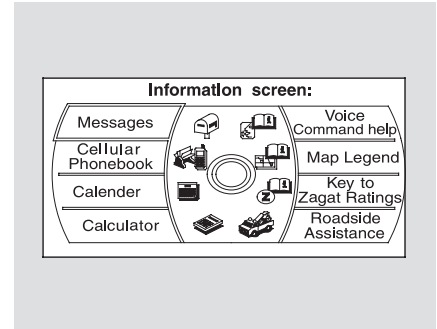 Information screen:
Messages
Cellular
Phonebook
Calender
Calculator
Voice
Command help
Map Legend
Key to
Zagat Ratings
Roadside
Assistance
Z